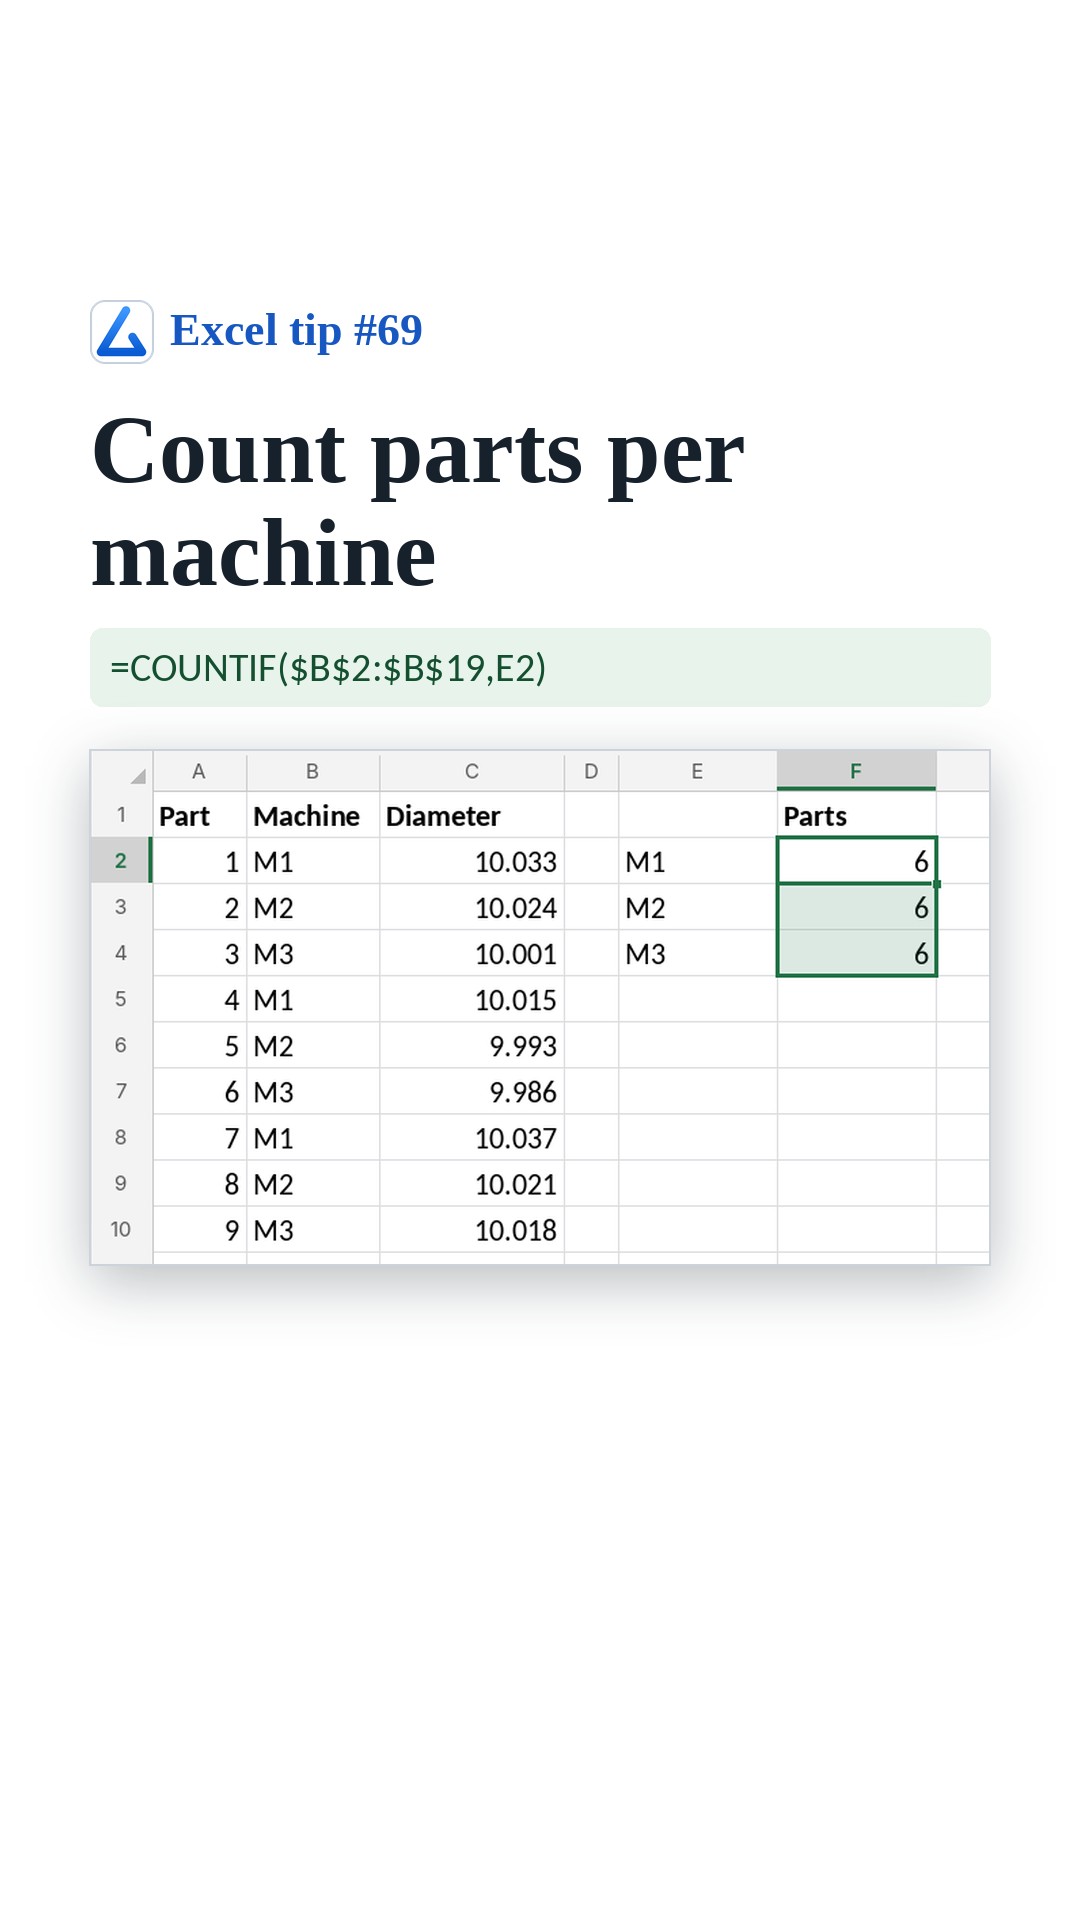 Excel tip #69
Count parts per
machine
=COUNTIF($B$2:$B$19,E2)
A B C D E F
1 Part Machine Diameter Parts
2 1 M1 10.033 M1 6
3 2 M2 10.024 M2 6
4 3 M3 10.001 M3 6
5 4 M1 10.015
6 5 M2 9.993
7 6 M3 9.986
8 7 M1 10.037
9 8 M2 10.021
10 9 M3 10.018